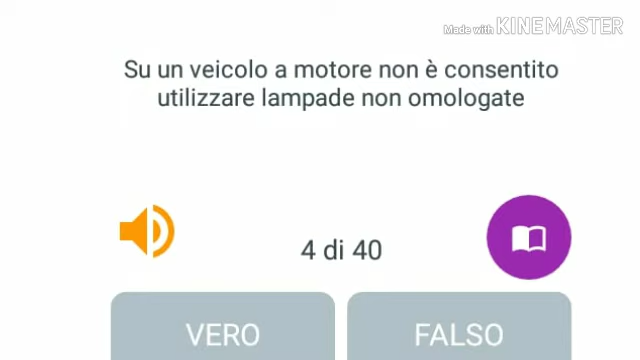 Made with KINEMASTER
Su un veicolo a motore non è consentito
utilizzare lampade non omologate
4 di 40
VERO
FALSO